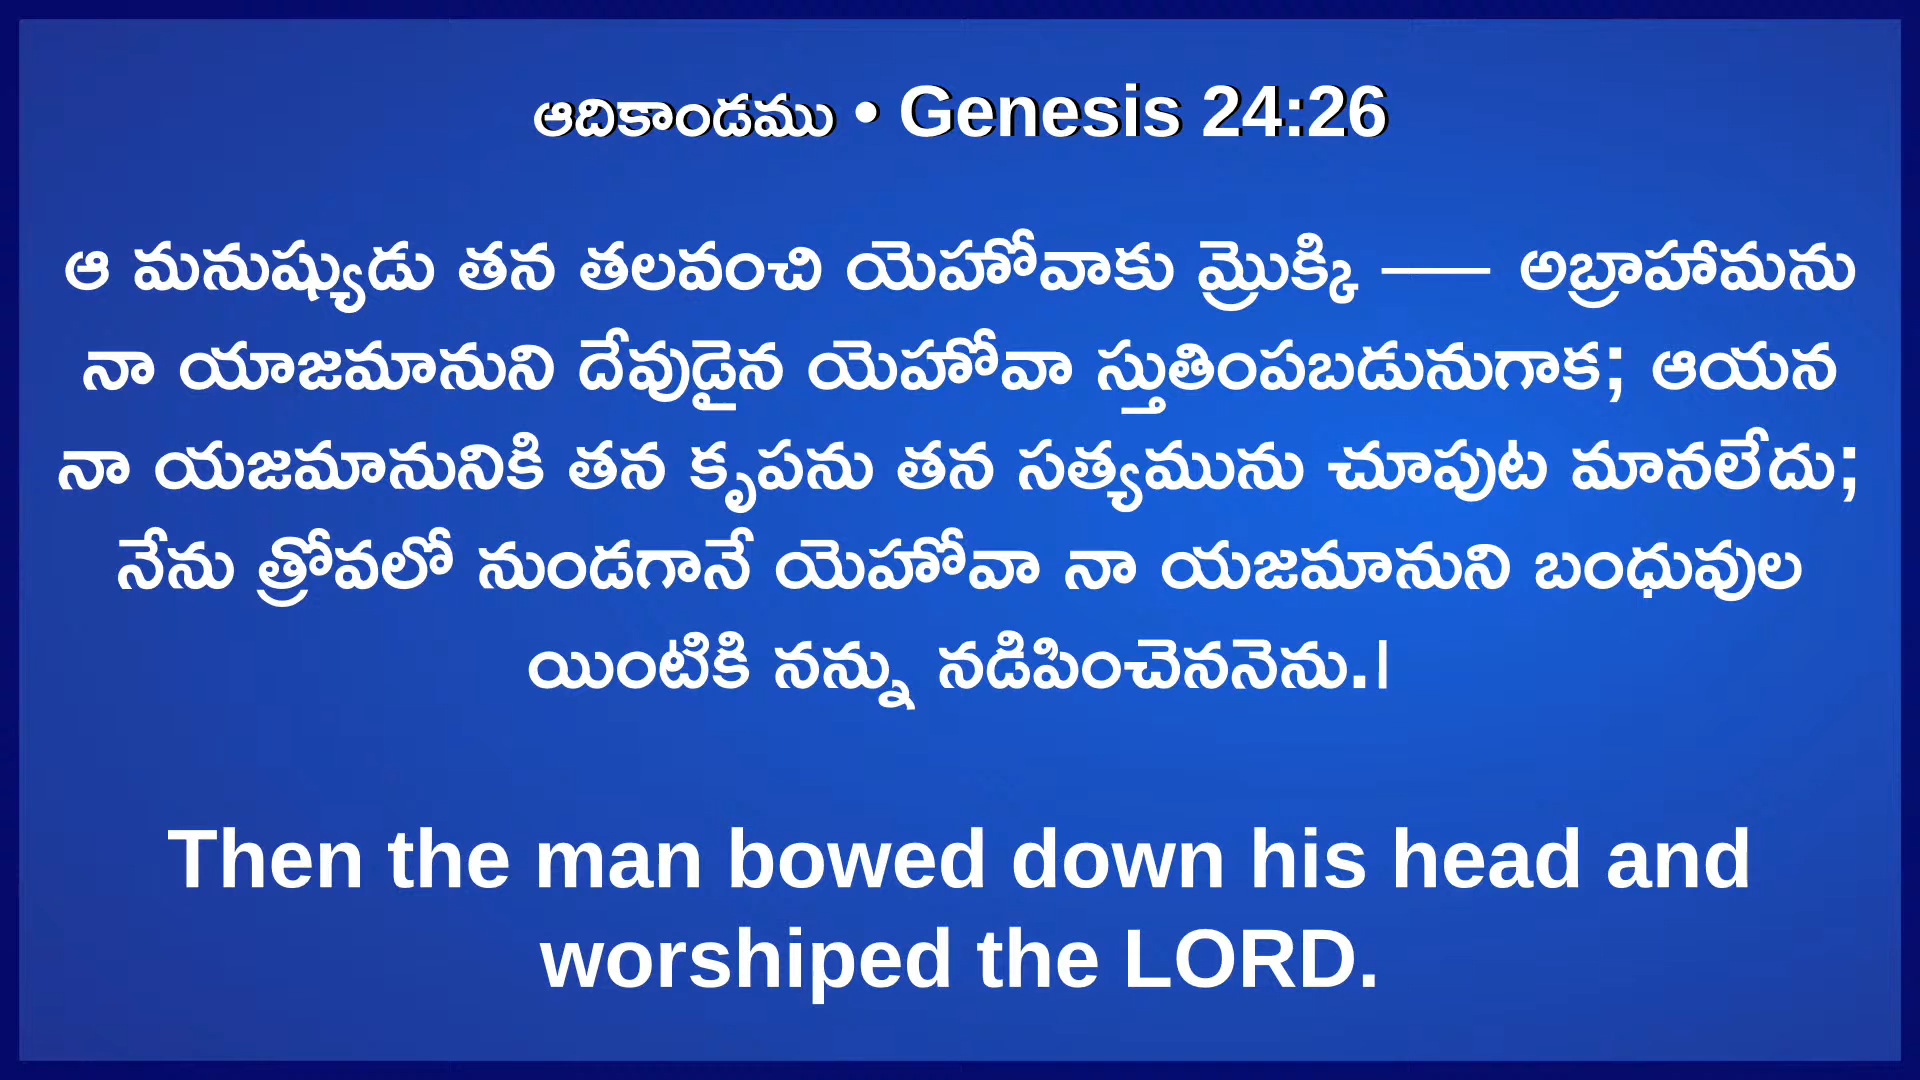 ఆదికాండము • Genesis 24:26
ఆ మనుష్యుడు తన తలవంచి యెహోవాకు మ్రొక్కి –– అబ్రాహామను
నా యాజమానుని దేవుడైన యెహోవా స్తుతింపబడునుగాక; ఆయన
నా యజమానునికి తన కృపను తన సత్యమును చూపుట మానలేదు;
నేను త్రోవలో నుండగానే యెహోవా నా యజమానుని బంధువుల
యింటికి నన్ను నడిపించెననెను.।
Then the man bowed down his head and
worshiped the LORD.